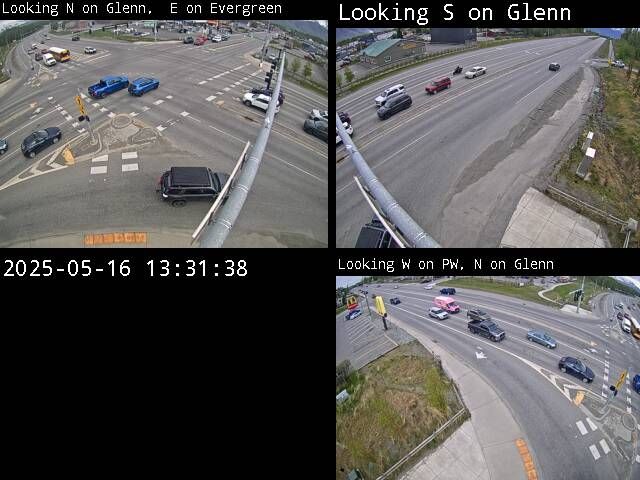 Looking N on Glenn,  E on Evergreen
Looking S on Glenn
2025-05-16 13:31:38
Looking W on PW, N on Glenn